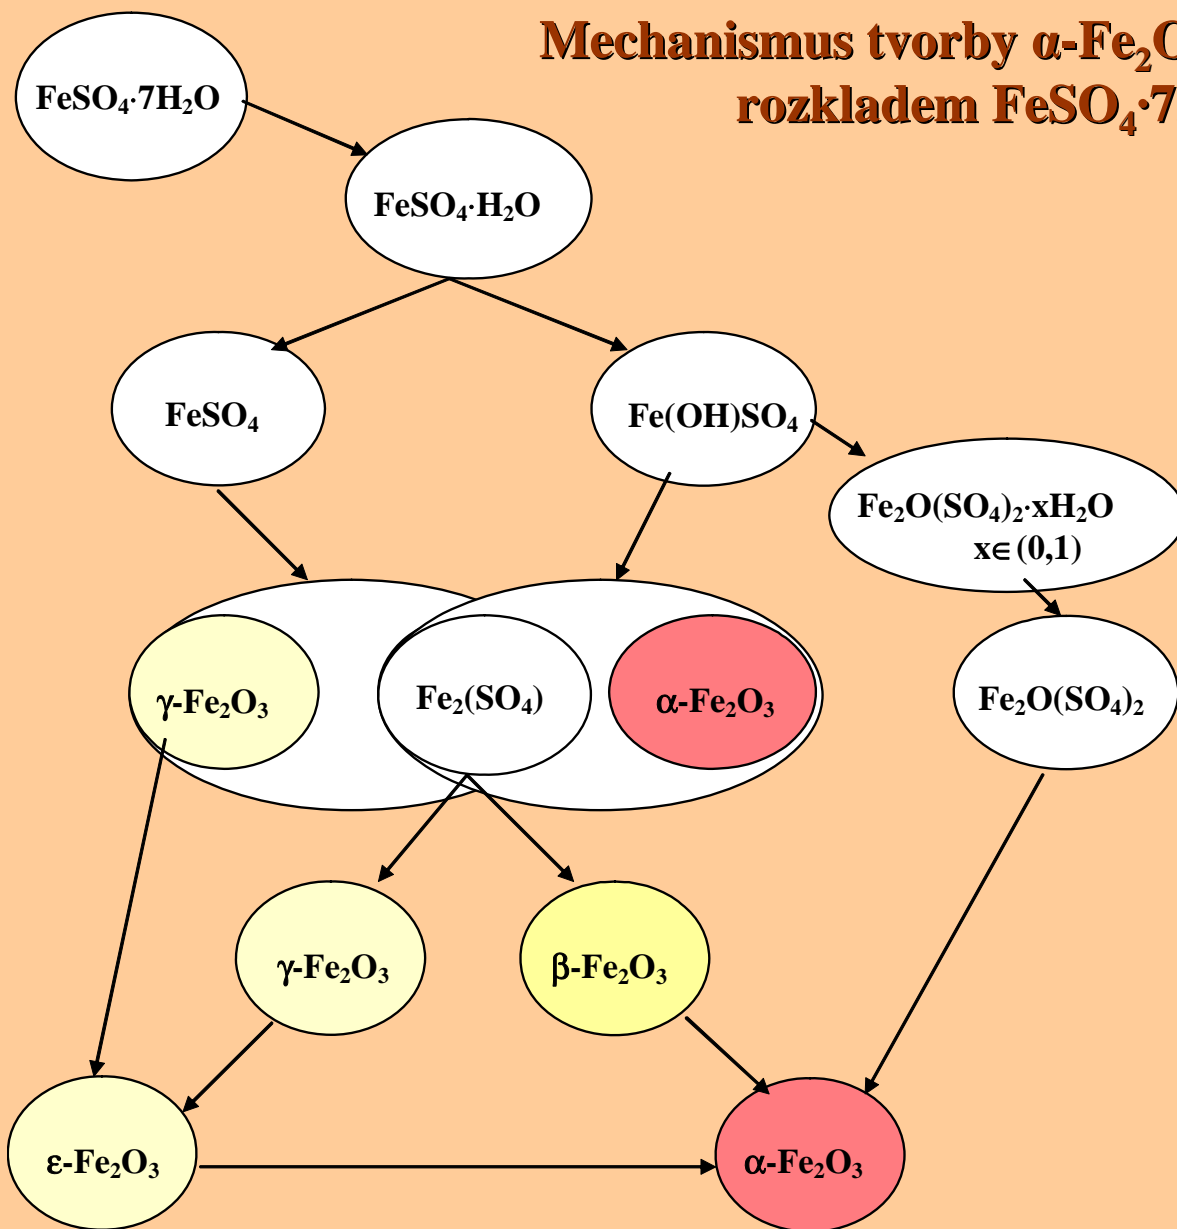 Mechanismus tvorby α-Fe₂O
rozkladem FeSO₄·7
FeSO₄·7H₂O
FeSO₄·H₂O
FeSO₄
Fe(OH)SO₄
Fe₂O(SO₄)₂·xH₂O
x∈(0,1)
γ-Fe₂O₃
Fe₂(SO₄)
α-Fe₂O₃
Fe₂O(SO₄)₂
γ-Fe₂O₃
β-Fe₂O₃
ε-Fe₂O₃
α-Fe₂O₃